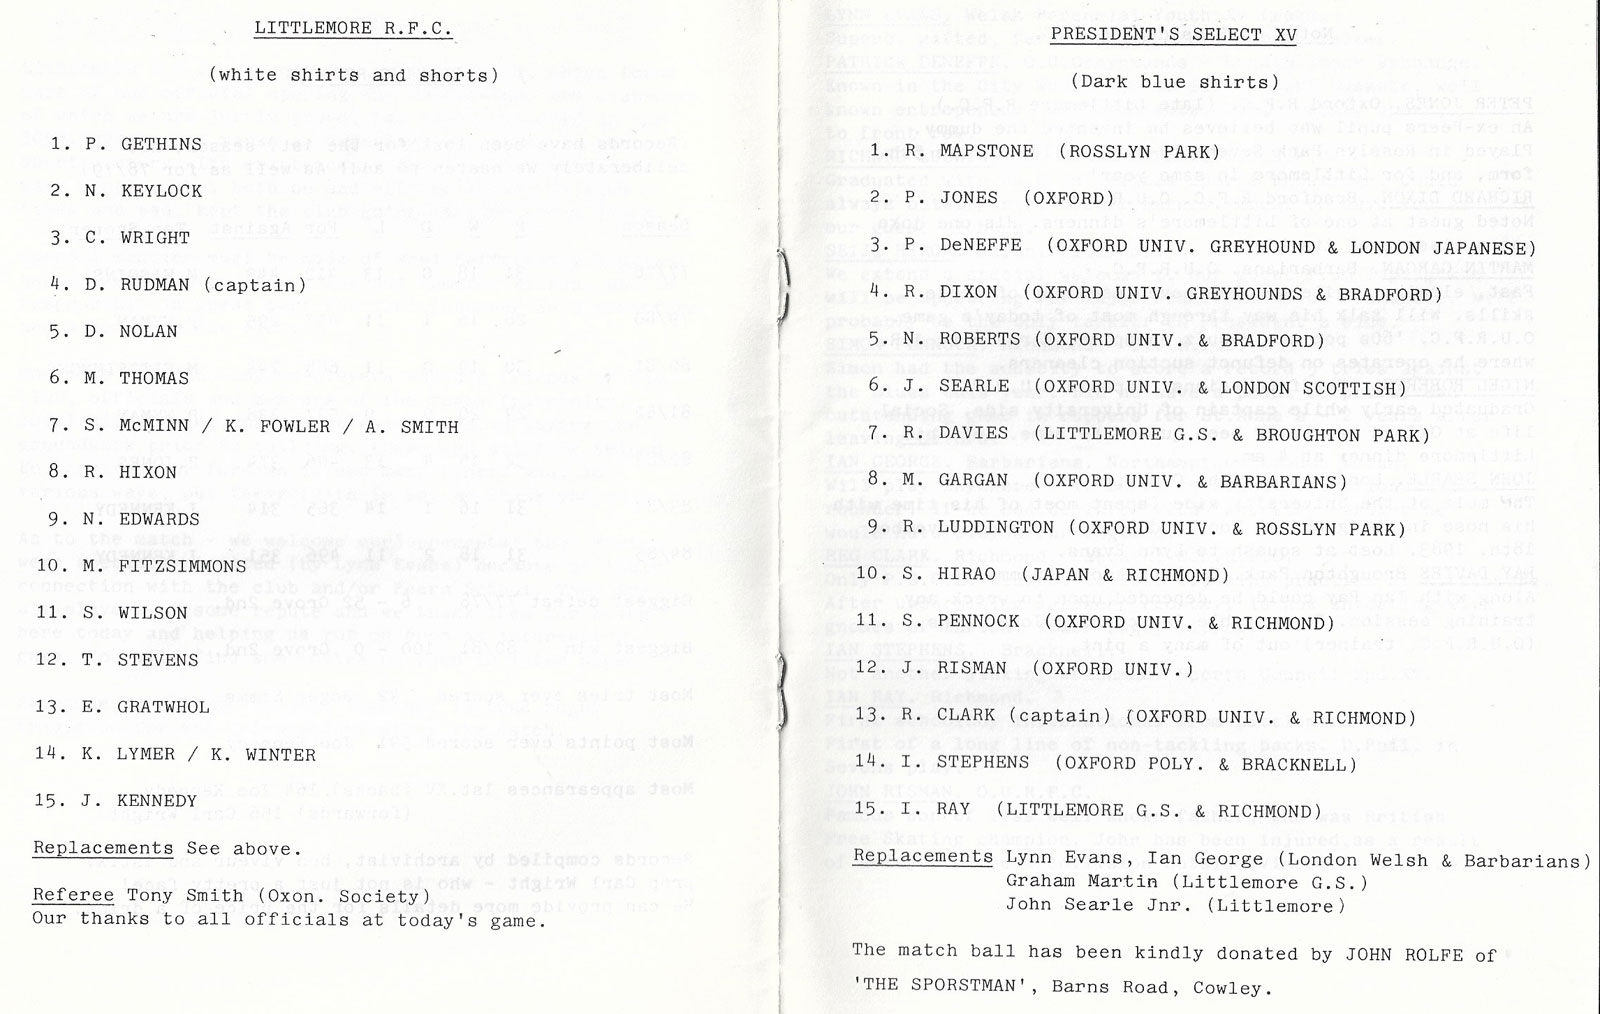 LITTLEMORE R.F.C.
(white shirts and shorts)
1. P. GETHINS
2. N. KEYLOCK
3. C. WRIGHT
4. D. RUDMAN (captain)
5. D. NOLAN
6. M. THOMAS
7. S. McMINN / K. FOWLER / A. SMITH
8. R. HIXON
9. N. EDWARDS
10. M. FITZSIMMONS
11. S. WILSON
12. T. STEVENS
13. E. GRATWHOL
14. K. LYMER / K. WINTER
15. J. KENNEDY
Replacements See above.
Referee Tony Smith (Oxon. Society)
Our thanks to all officials at today's game.
PRESIDENT'S SELECT XV
(Dark blue shirts)
1. R. MAPSTONE (ROSSLYN PARK)
2. P. JONES (OXFORD)
3. P. DeNEFFE (OXFORD UNIV. GREYHOUND & LONDON JAPANESE)
4. R. DIXON (OXFORD UNIV. GREYHOUNDS & BRADFORD)
5. N. ROBERTS (OXFORD UNIV. & BRADFORD)
6. J. SEARLE (OXFORD UNIV. & LONDON SCOTTISH)
7. R. DAVIES (LITTLEMORE G.S. & BROUGHTON PARK)
8. M. GARGAN (OXFORD UNIV. & BARBARIANS)
9. R. LUDDINGTON (OXFORD UNIV. & ROSSLYN PARK)
10. S. HIRAO (JAPAN & RICHMOND)
11. S. PENNOCK (OXFORD UNIV. & RICHMOND)
12. J. RISMAN (OXFORD UNIV.)
13. R. CLARK (captain) (OXFORD UNIV. & RICHMOND)
14. I. STEPHENS (OXFORD POLY. & BRACKNELL)
15. I. RAY (LITTLEMORE G.S. & RICHMOND)
Replacements Lynn Evans, Ian George (London Welsh & Barbarians)
Graham Martin (Littlemore G.S.)
John Searle Jnr. (Littlemore)
The match ball has been kindly donated by JOHN ROLFE of
'THE SPORSTMAN', Barns Road, Cowley.